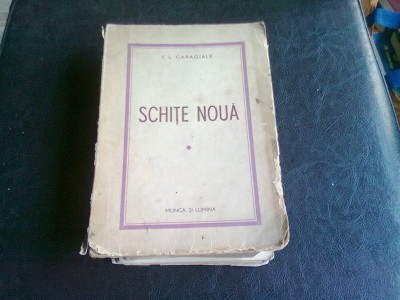 I. L. CARAGIALE
SCHIȚE NOUĂ
MUNCA ȘI LUMINA